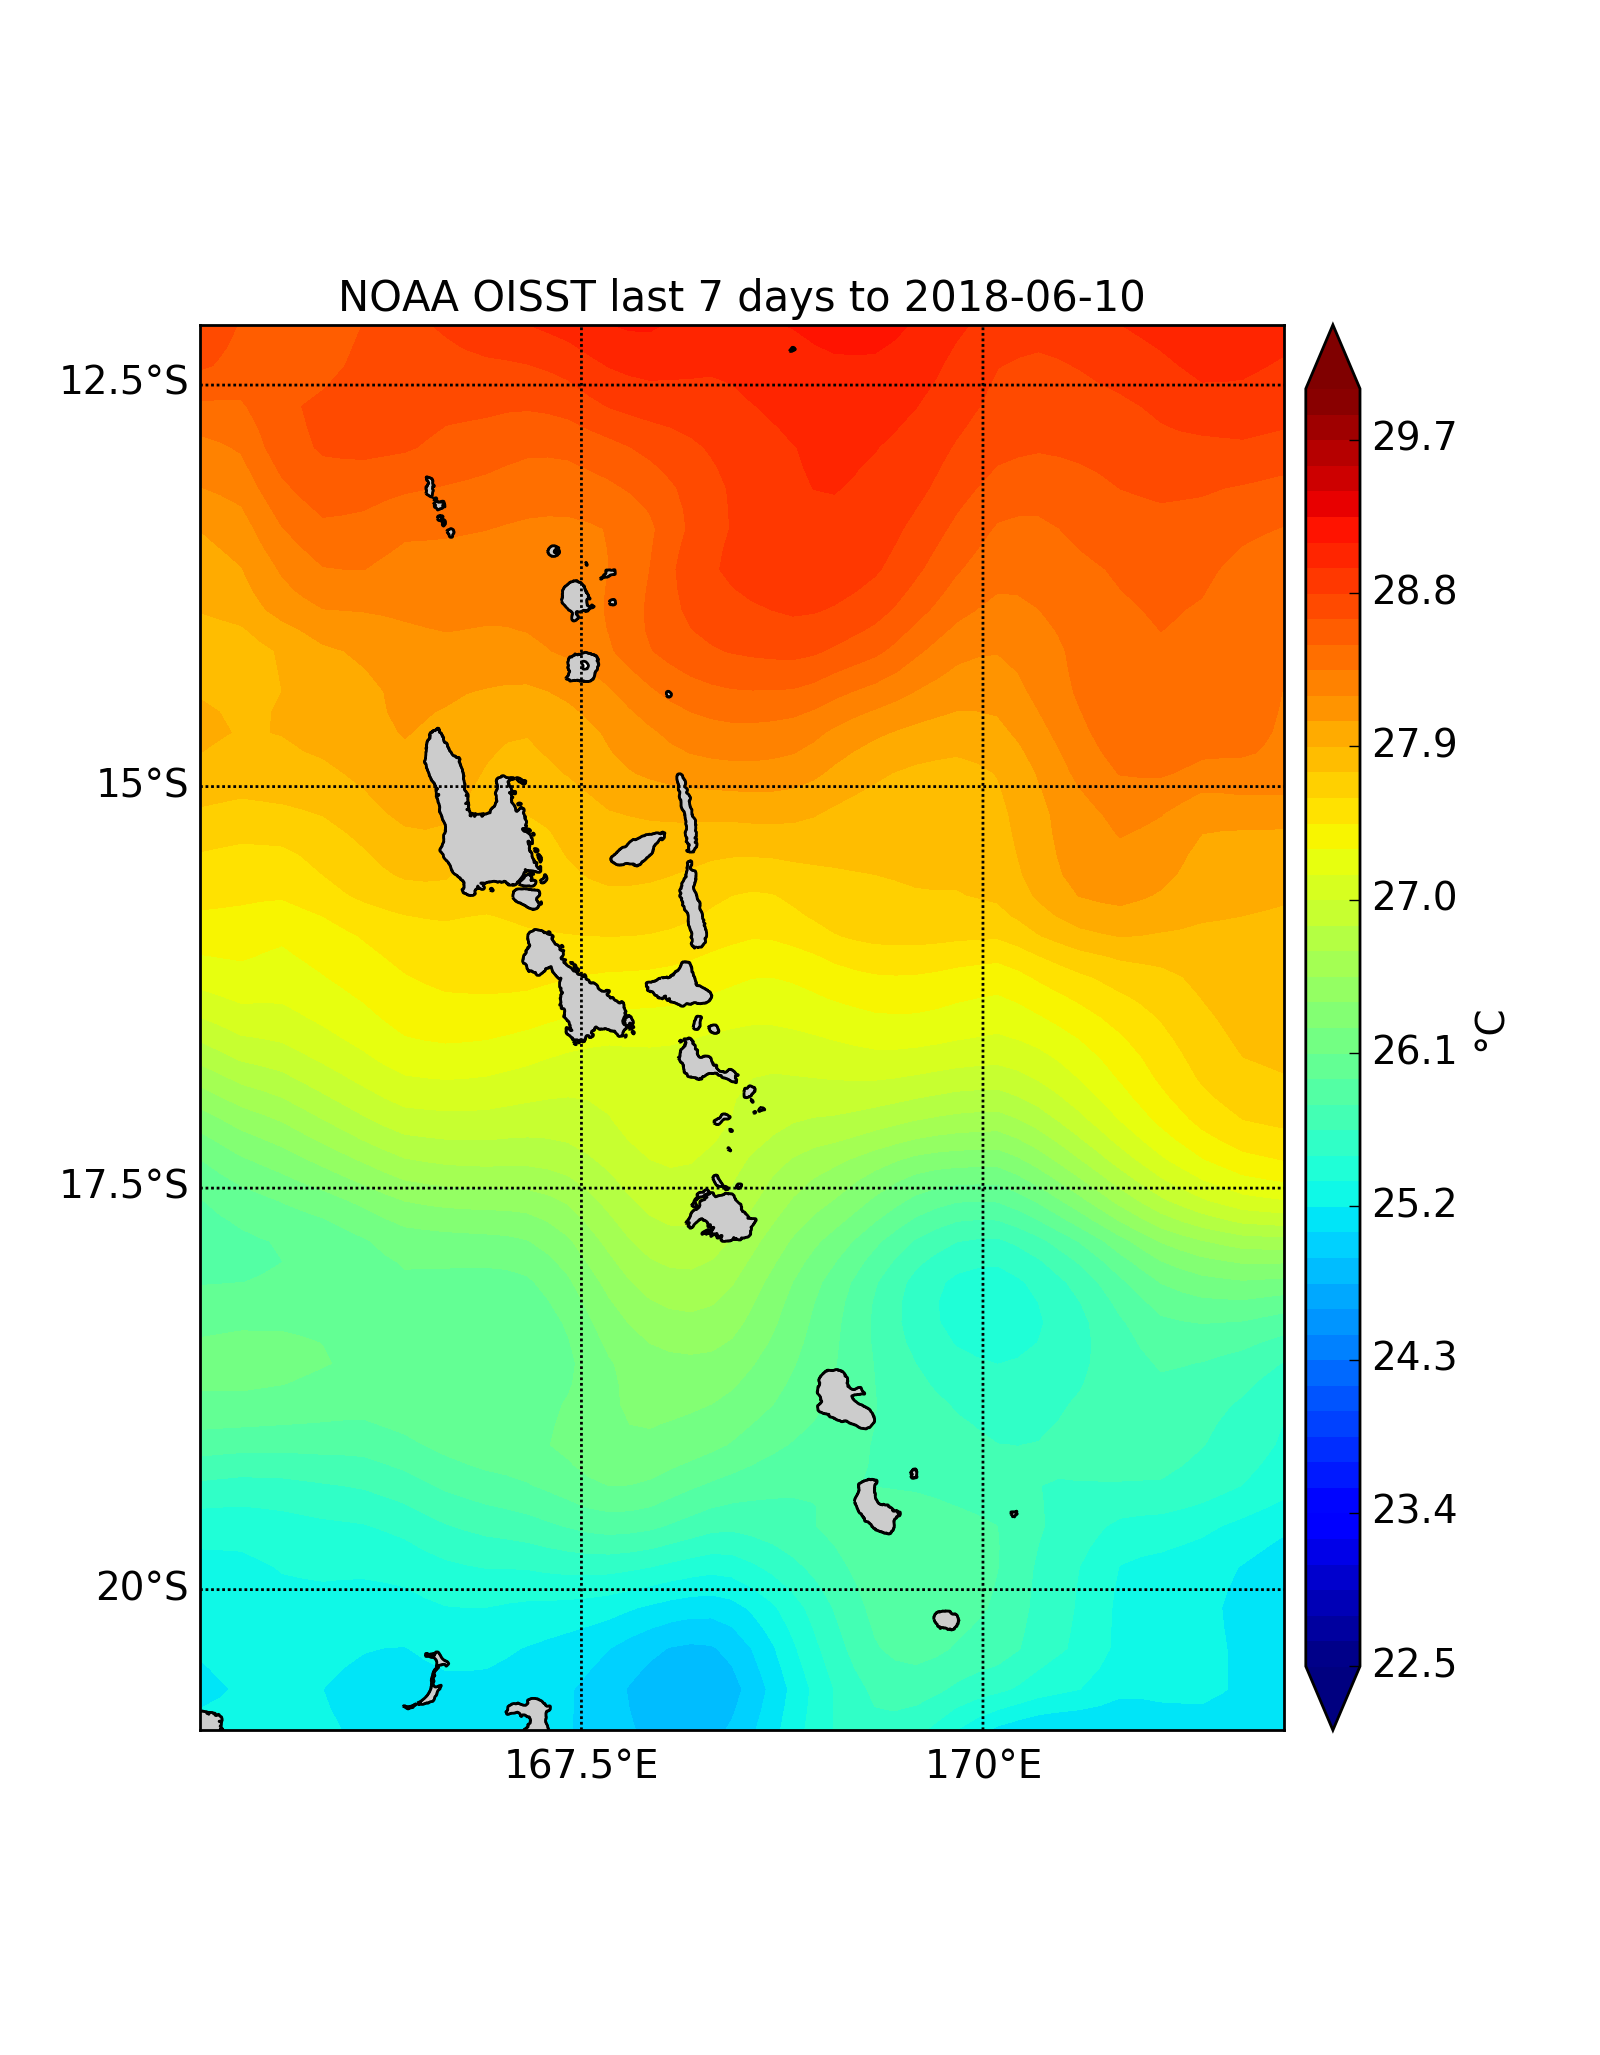 NOAA OISST last 7 days to 2018-06-10
12.5°S
15°S
17.5°S
20°S
167.5°E
170°E
29.7
28.8
27.9
27.0
26.1
25.2
24.3
23.4
22.5
°C